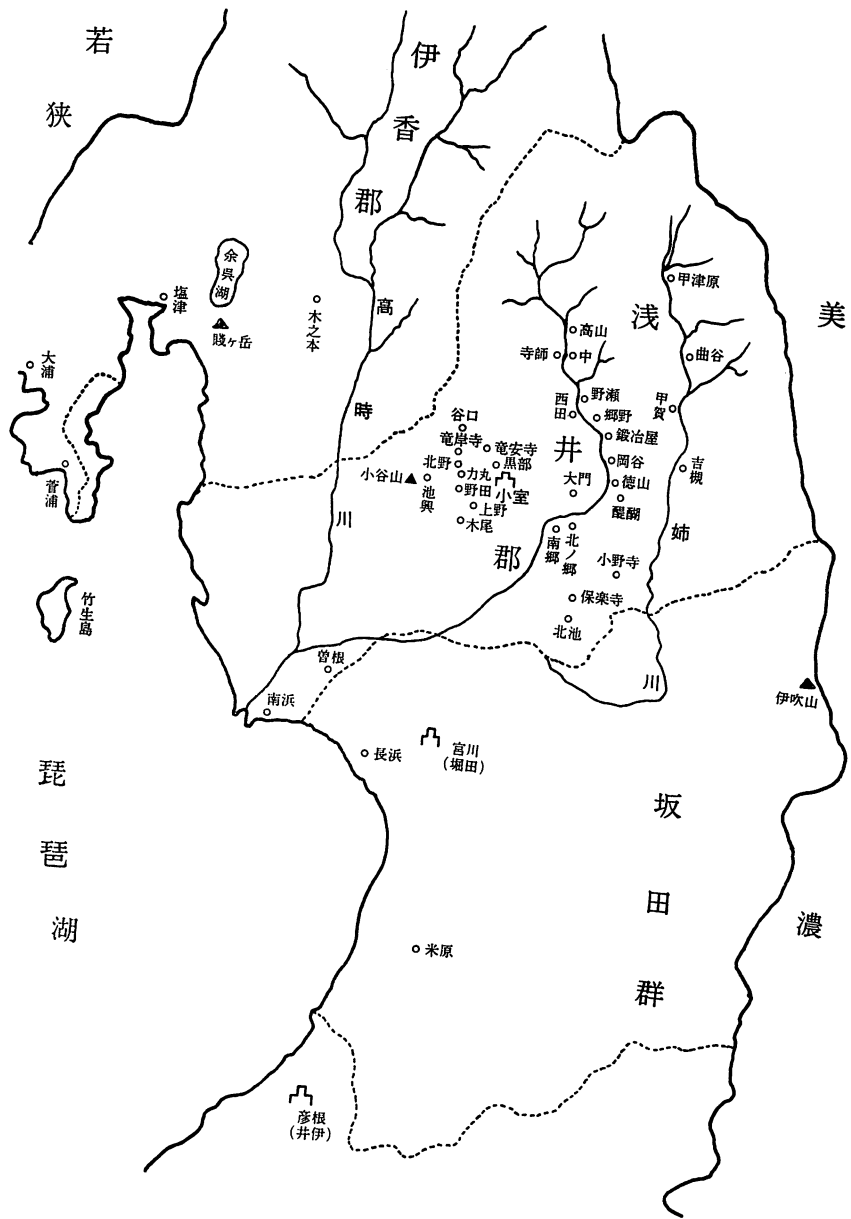 若狭
伊香郡
余呉湖
塩津
賤ヶ岳
木之本
高時川
大浦
菅浦
竹生島
浅井郡
美濃
甲津原
高山
寺師
中
曲谷
野瀬
西田
郷野
甲賀
鍛冶屋
谷口
竜岸寺
竜安寺
北野
黒部
小谷山
池奥
力丸
小室
野田
上野
木尾
大門
岡谷
徳山
醍醐
吉槻
姉川
南郷
北ノ郷
小野寺
保楽寺
北池
曽根
南浜
伊吹山
長浜
宮川
(堀田)
琵琶湖
坂田群
米原
彦根
(井伊)